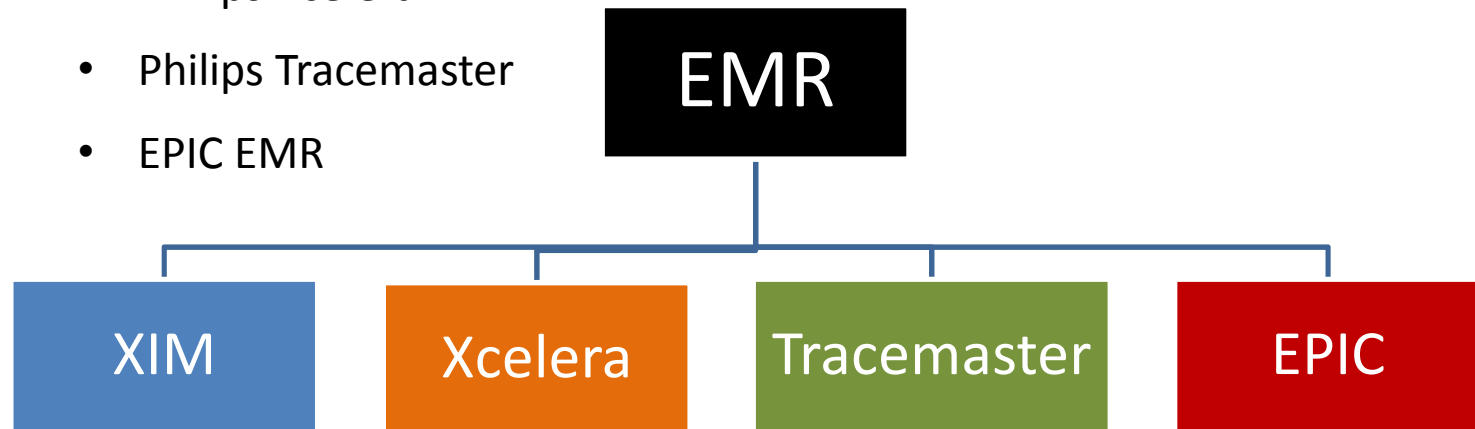 • Philips Tracemaster
• EPIC EMR
EMR
XIM
Xcelera
Tracemaster
EPIC